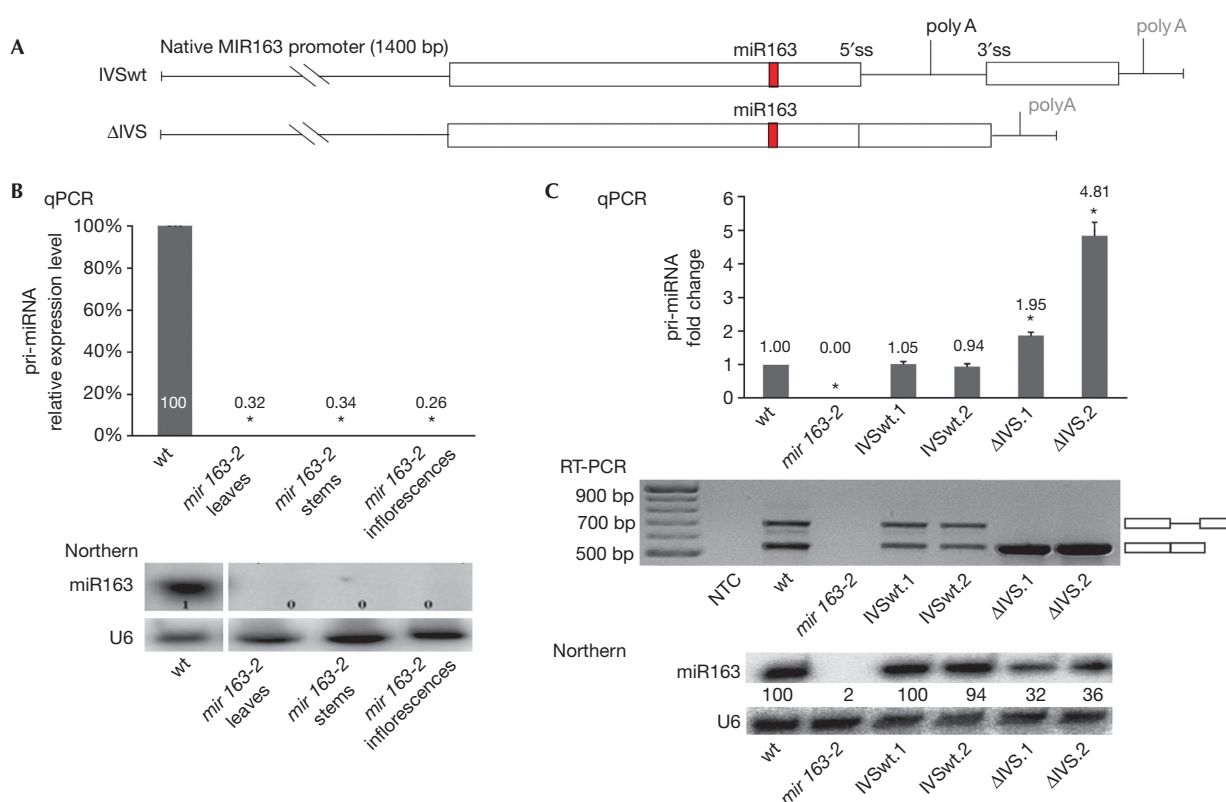 A
Native MIR163 promoter (1400 bp)
miR163
5′ss
poly A
3′ss
poly A
IVSwt
miR163
polyA
ΔIVS
B
qPCR
pri-miRNA
relative expression level
100%
80%
60%
40%
20%
0%
100
0.32
*
0.34
*
0.26
*
wt
mir 163-2
leaves
mir 163-2
stems
mir 163-2
inflorescences
Northern
miR163
1
0
0
0
U6
wt
mir 163-2
leaves
mir 163-2
stems
mir 163-2
inflorescences
C
qPCR
pri-miRNA
fold change
6
5
4
3
2
1
0
1.00
0.00
*
1.05
0.94
1.95
*
4.81
*
wt
mir 163-2
IVSwt.1
IVSwt.2
ΔIVS.1
ΔIVS.2
RT-PCR
900 bp
700 bp
500 bp
NTC
wt
mir 163-2
IVSwt.1
IVSwt.2
ΔIVS.1
ΔIVS.2
Northern
miR163
100
2
100
94
32
36
U6
wt
mir 163-2
IVSwt.1
IVSwt.2
ΔIVS.1
ΔIVS.2